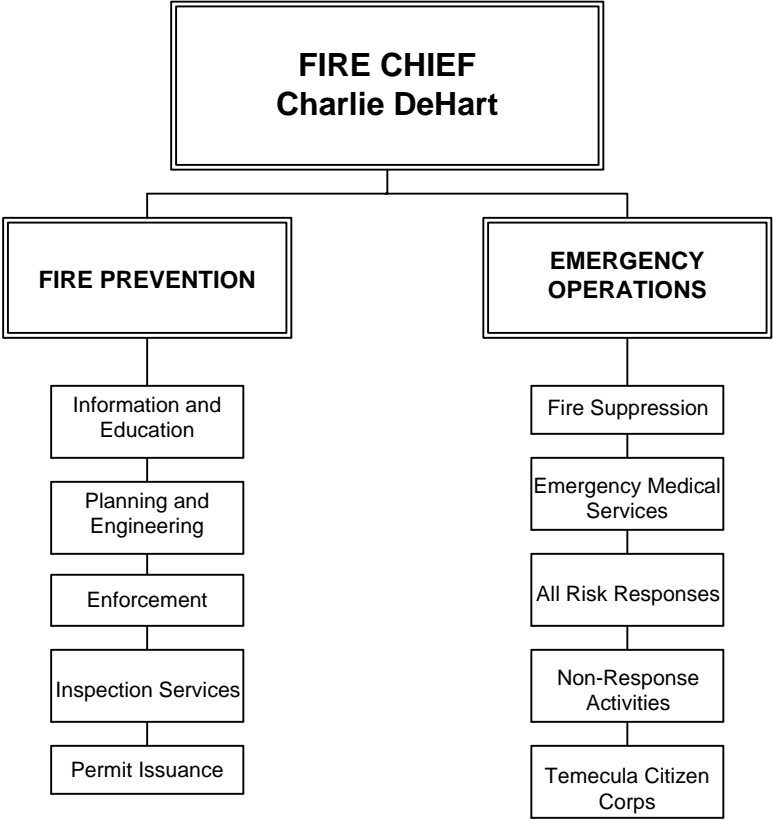 FIRE CHIEF
Charlie DeHart
FIRE PREVENTION
Information and
Education
Planning and
Engineering
Enforcement
Inspection Services
Permit Issuance
EMERGENCY
OPERATIONS
Fire Suppression
Emergency Medical
Services
All Risk Responses
Non-Response
Activities
Temecula Citizen
Corps